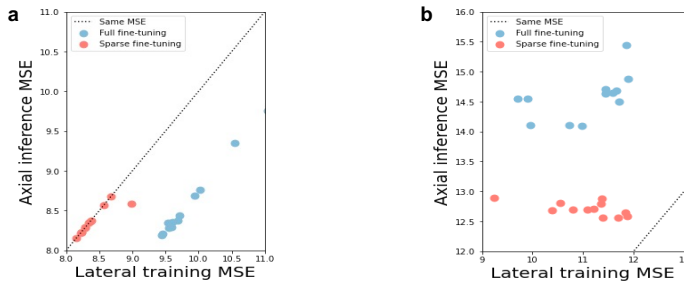 a
Axial inference MSE
11.0
10.5
10.0
9.5
9.0
8.5
8.0
Same MSE
Full fine-tuning
Sparse fine-tuning
8.0 8.5 9.0 9.5 10.0 10.5 11.0
Lateral training MSE
b
Axial inference MSE
16.0
15.5
15.0
14.5
14.0
13.5
13.0
12.5
12.0
Same MSE
Full fine-tuning
Sparse fine-tuning
9 10 11 12
Lateral training MSE